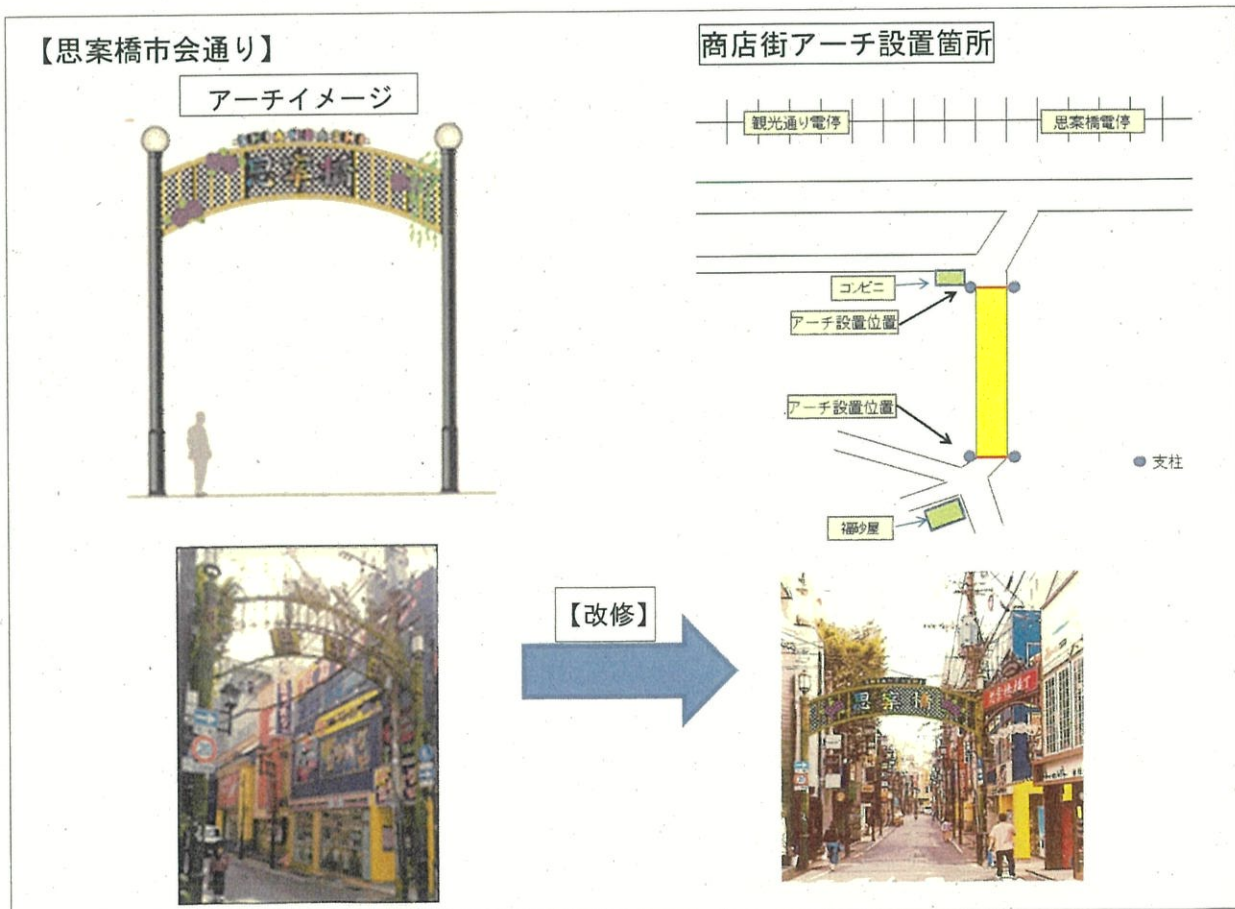 【思案橋市会通り】
アーチイメージ
SHIANBASHI
思案橋
商店街アーチ設置箇所
観光通り電停
思案橋電停
コンビニ
アーチ設置位置
アーチ設置位置
支柱
福砂屋
【改修】
思案橋